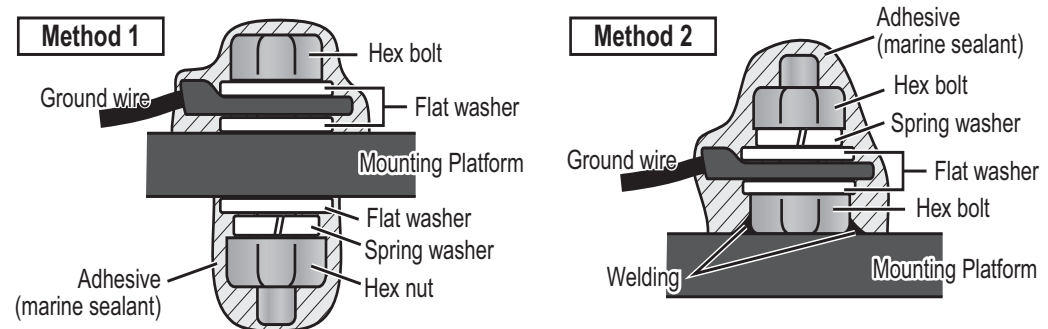 Method 1
Hex bolt
Ground wire
Flat washer
Mounting Platform
Flat washer
Spring washer
Adhesive
(marine sealant)
Hex nut
Method 2
Adhesive
(marine sealant)
Hex bolt
Spring washer
Ground wire
Flat washer
Hex bolt
Welding
Mounting Platform